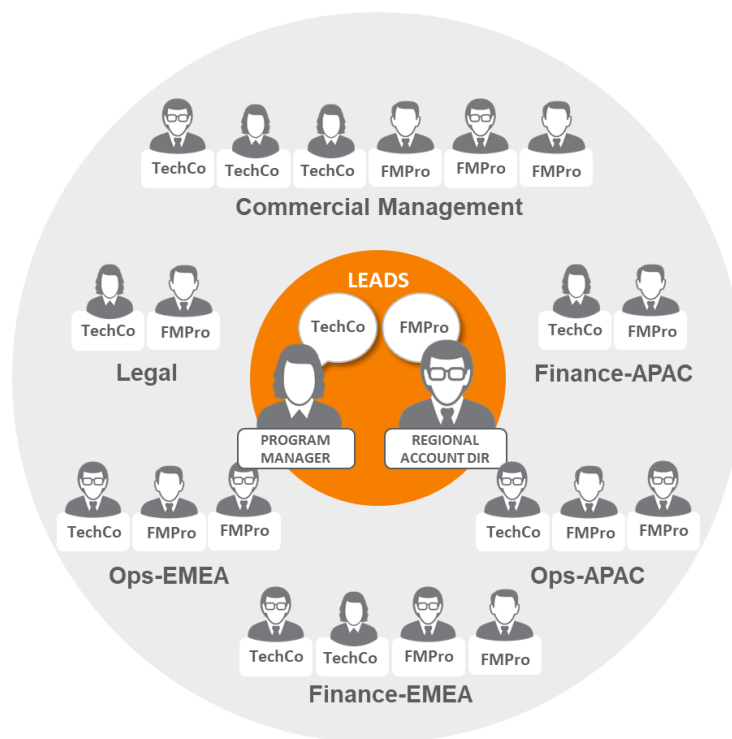 TechCo TechCo TechCo FMPro FMPro FMPro
Commercial Management
LEADS
TechCo FMPro
TechCo FMPro
Legal
TechCo FMPro
Finance-APAC
PROGRAM
MANAGER
REGIONAL
ACCOUNT DIR
TechCo FMPro FMPro
Ops-EMEA
TechCo FMPro FMPro
Ops-APAC
TechCo TechCo FMPro FMPro
Finance-EMEA